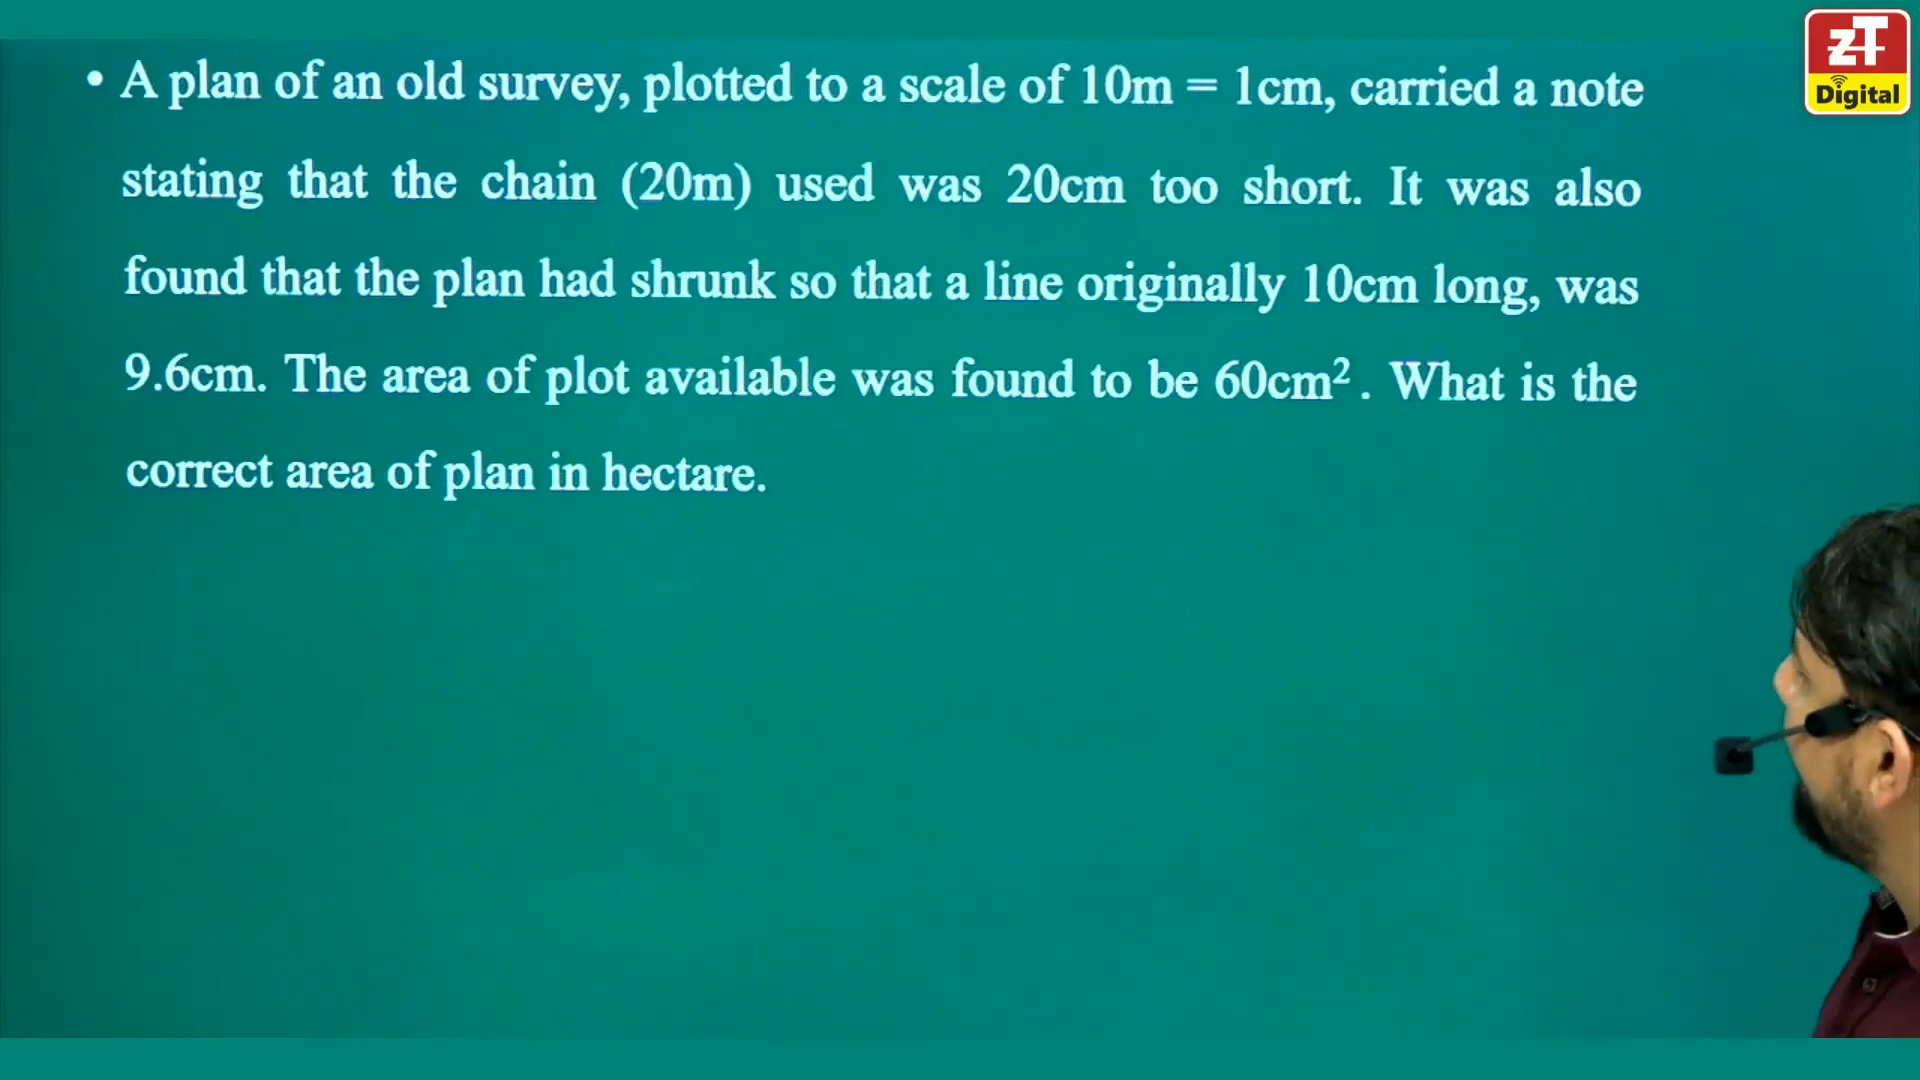 zT
Digital
• A plan of an old survey, plotted to a scale of 10m = 1cm, carried a note
stating that the chain (20m) used was 20cm too short. It was also
found that the plan had shrunk so that a line originally 10cm long, was
9.6cm. The area of plot available was found to be 60cm². What is the
correct area of plan in hectare.